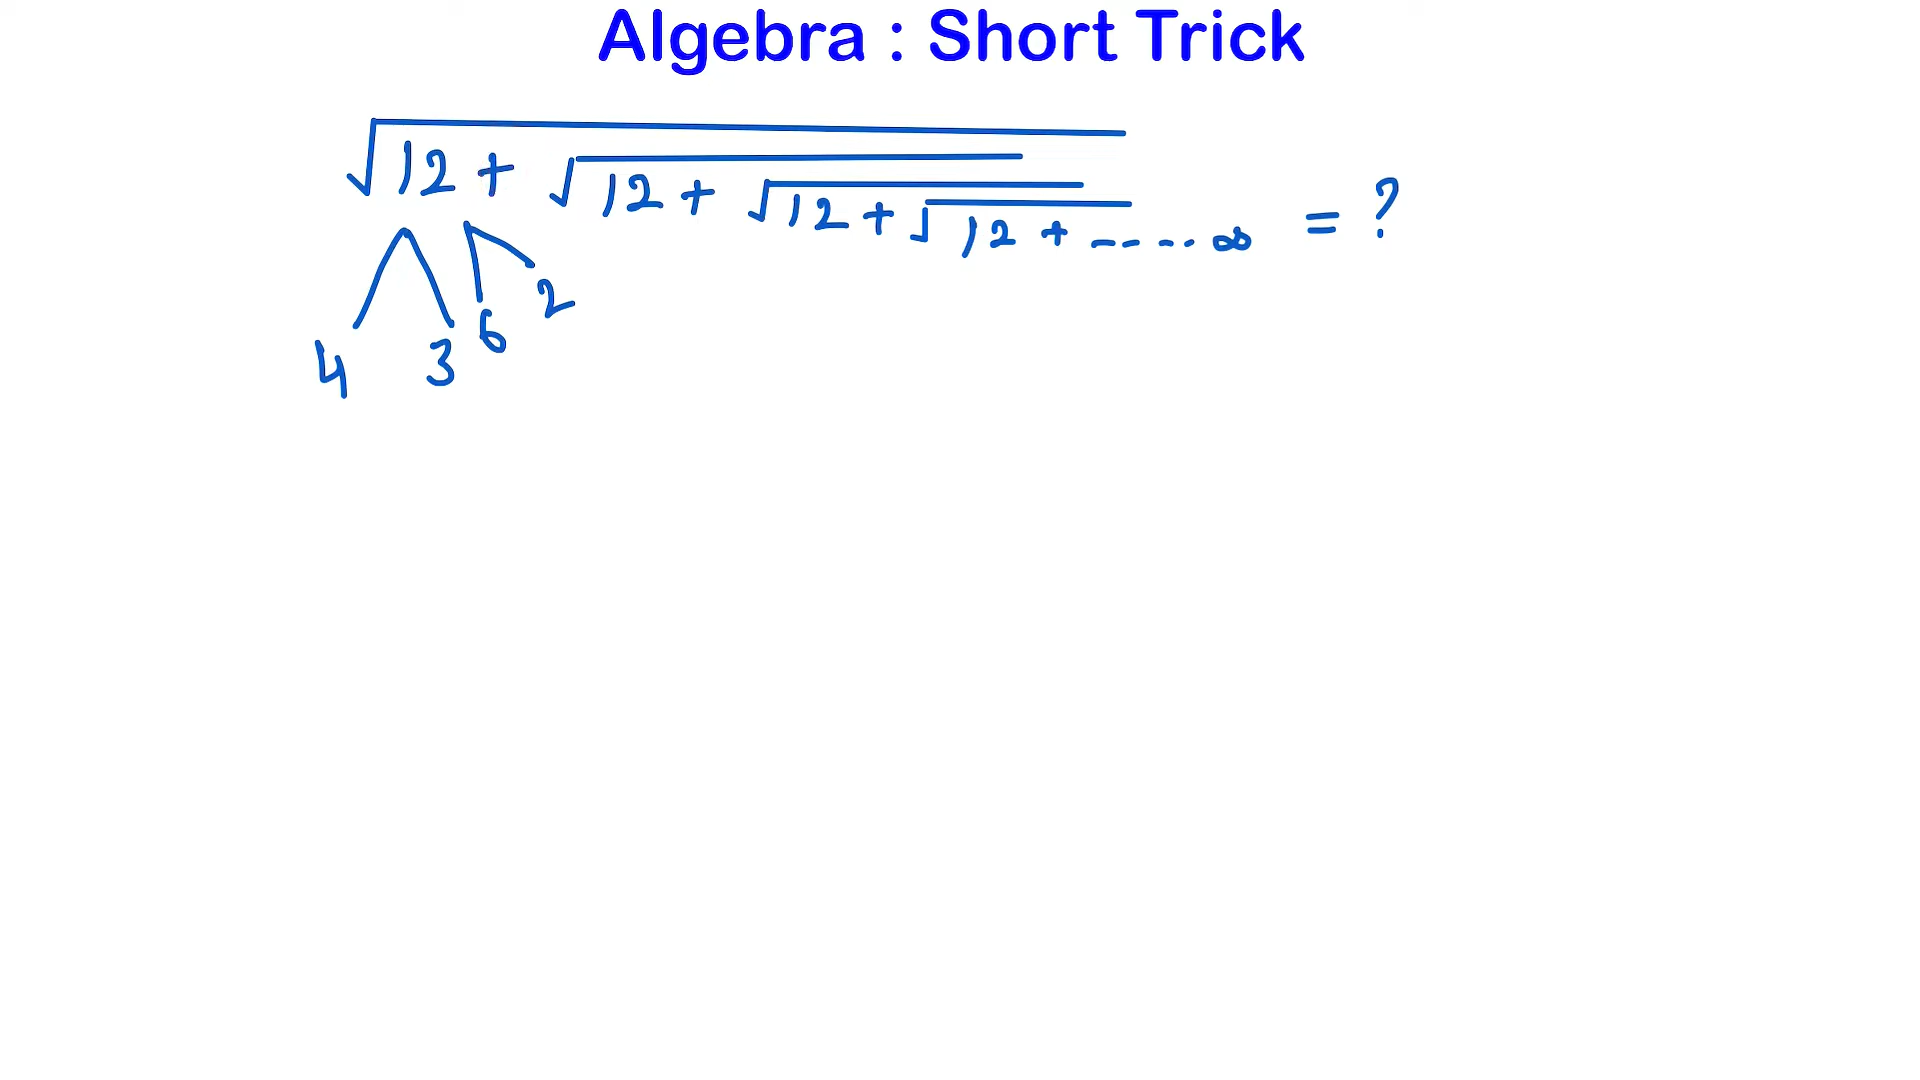 Algebra : Short Trick
√12 + √12 + √12 + √12 + ----- ∞ = ?
4 3 6 2